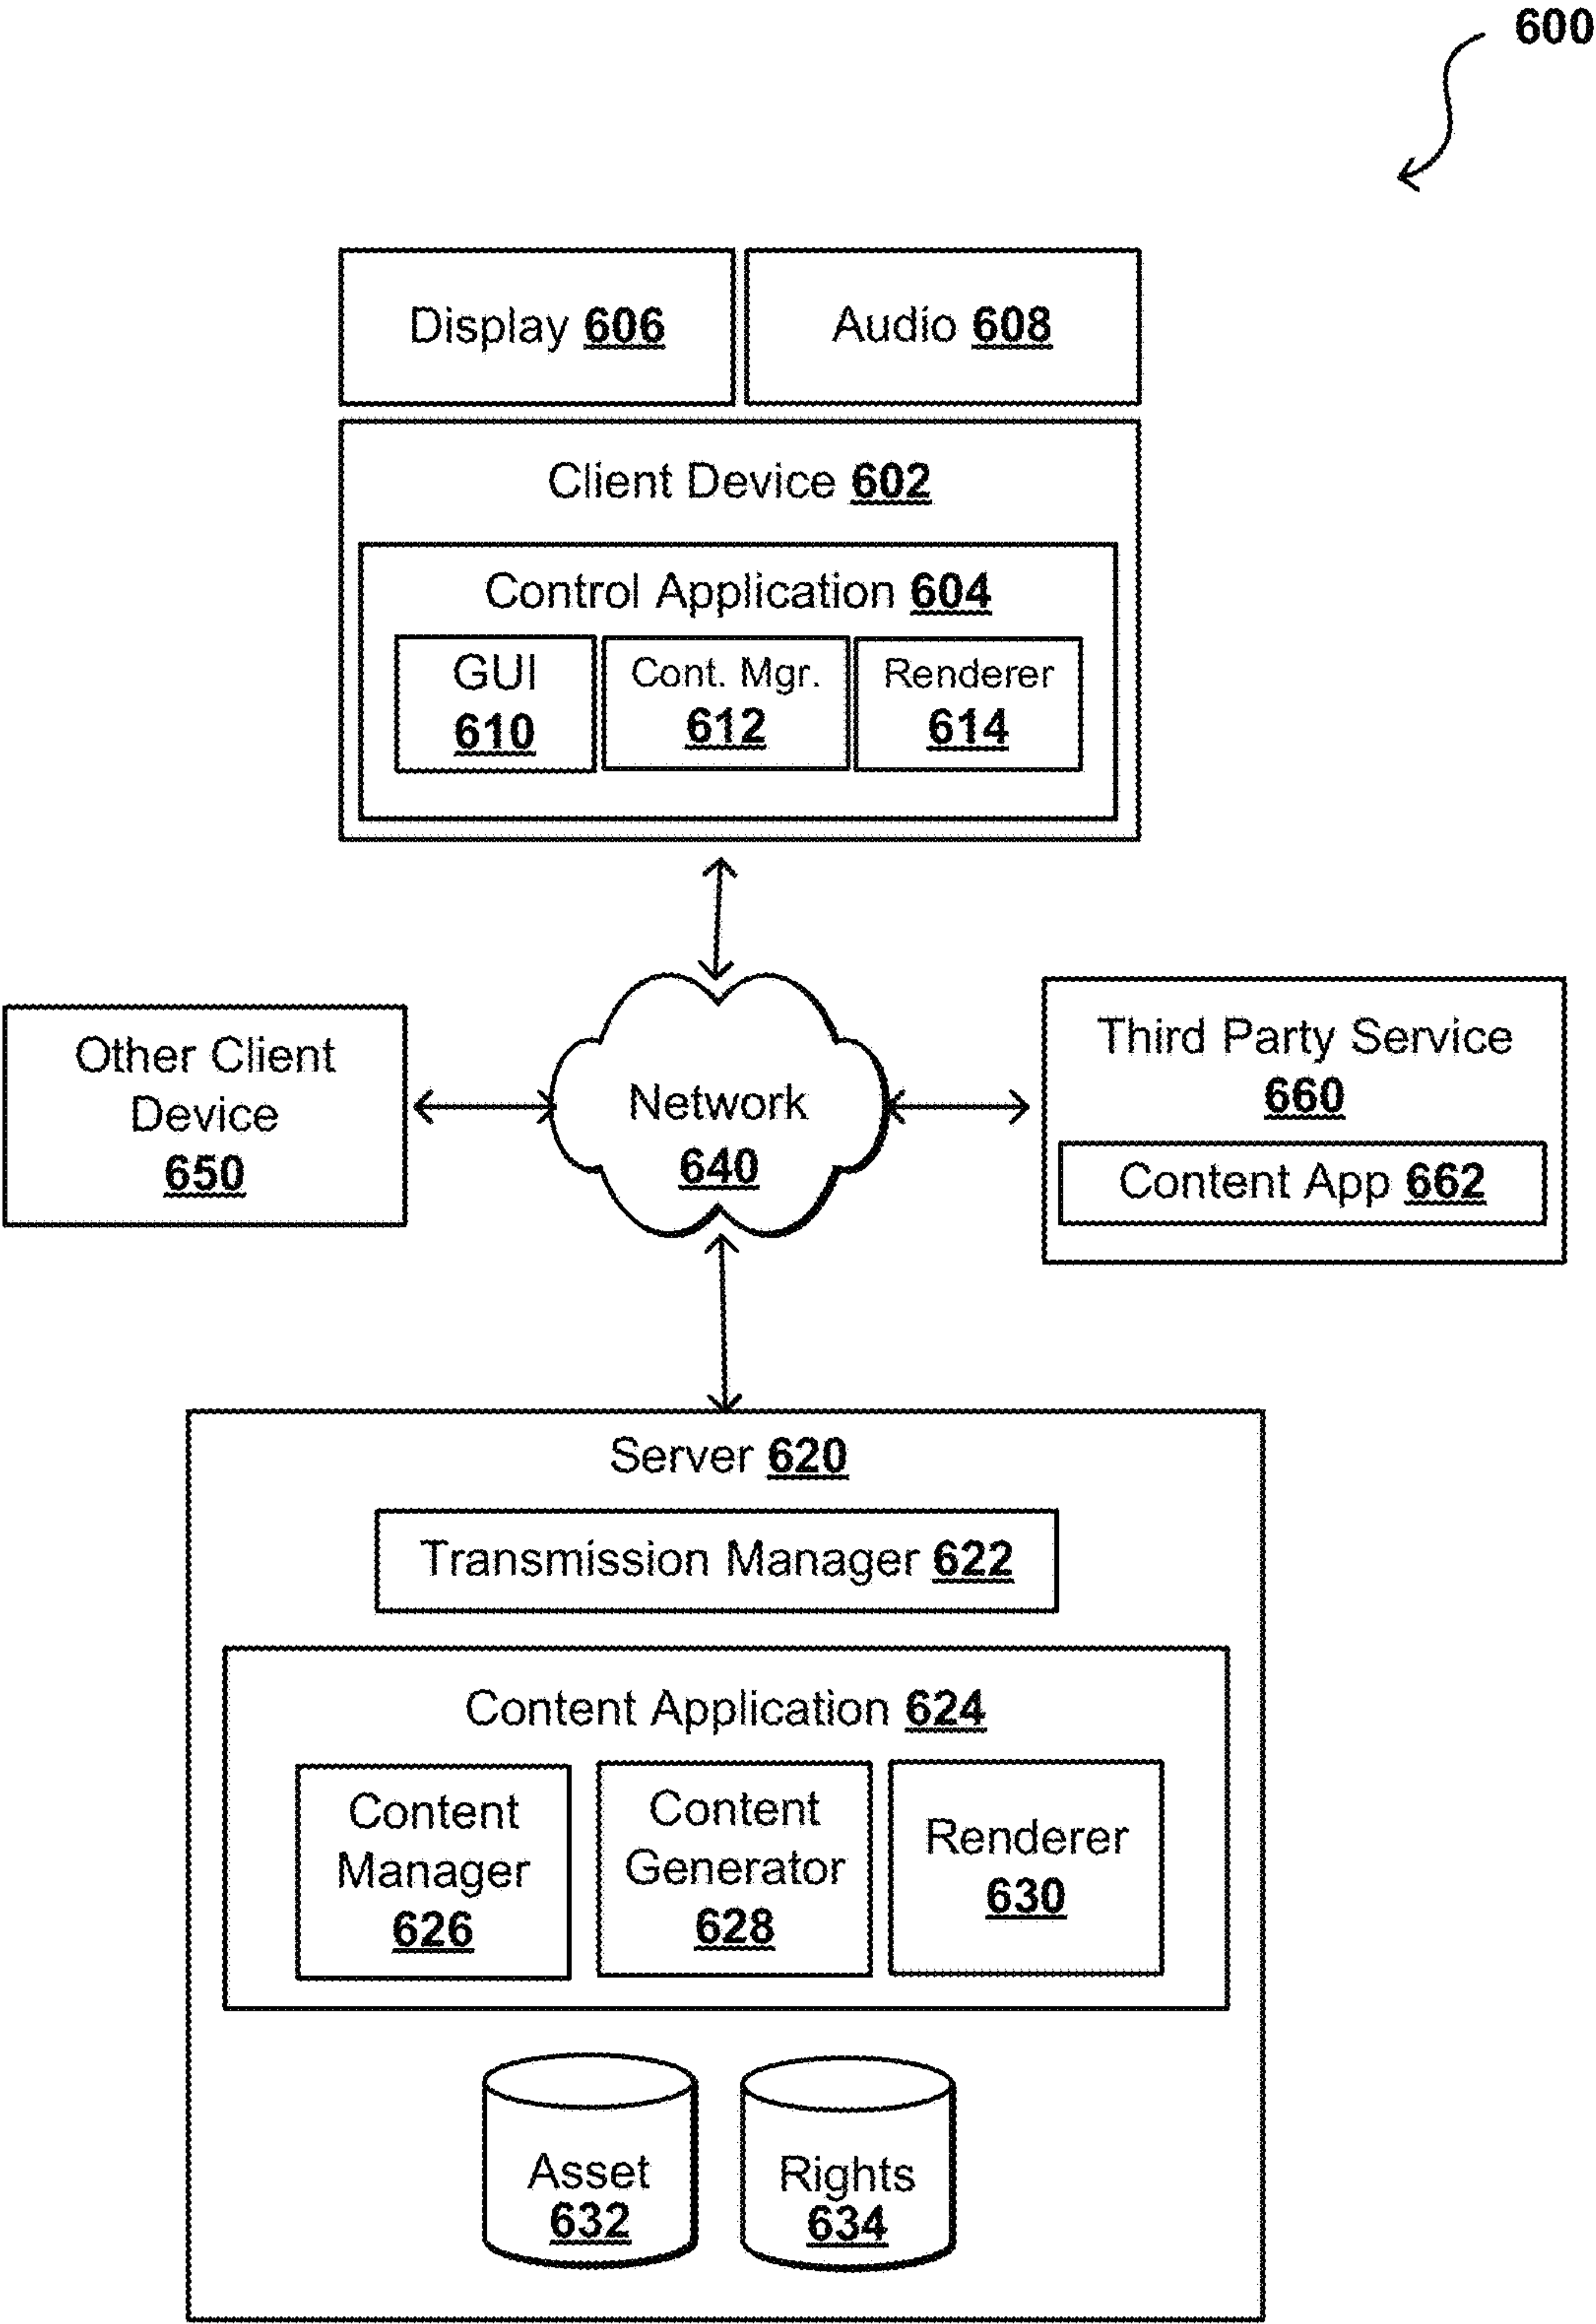 600
Display 606
Audio 608
Client Device 602
Control Application 604
GUI
610
Cont. Mgr.
612
Renderer
614
Other Client
Device
650
Network
640
Third Party Service
660
Content App 662
Server 620
Transmission Manager 622
Content Application 624
Content
Manager
626
Content
Generator
628
Renderer
630
Asset
632
Rights
634